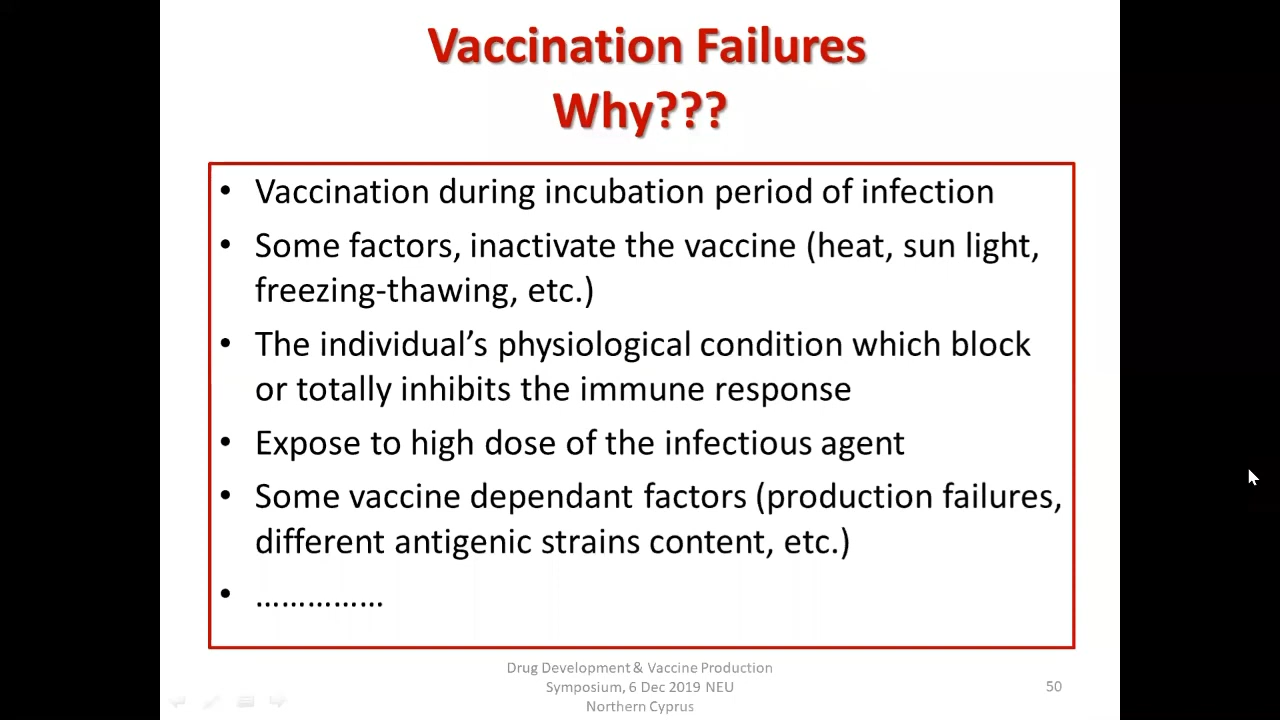 Vaccination Failures
Why???
• Vaccination during incubation period of infection
• Some factors, inactivate the vaccine (heat, sun light,
freezing-thawing, etc.)
• The individual’s physiological condition which block
or totally inhibits the immune response
• Expose to high dose of the infectious agent
• Some vaccine dependant factors (production failures,
different antigenic strains content, etc.)
• ……………
Drug Development & Vaccine Production
Symposium, 6 Dec 2019 NEU
Northern Cyprus
50